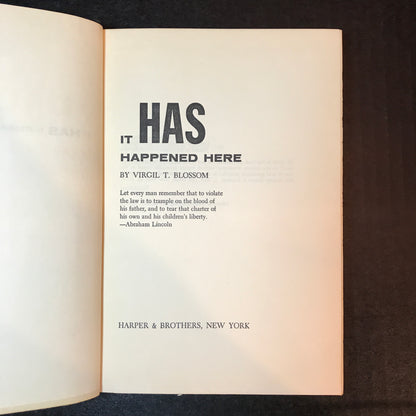 IT HAS
HAPPENED HERE
BY VIRGIL T. BLOSSOM
Let every man remember that to violate
the law is to trample on the blood of
his father, and to tear that charter of
his own and his children's liberty.
—Abraham Lincoln
HARPER & BROTHERS, NEW YORK